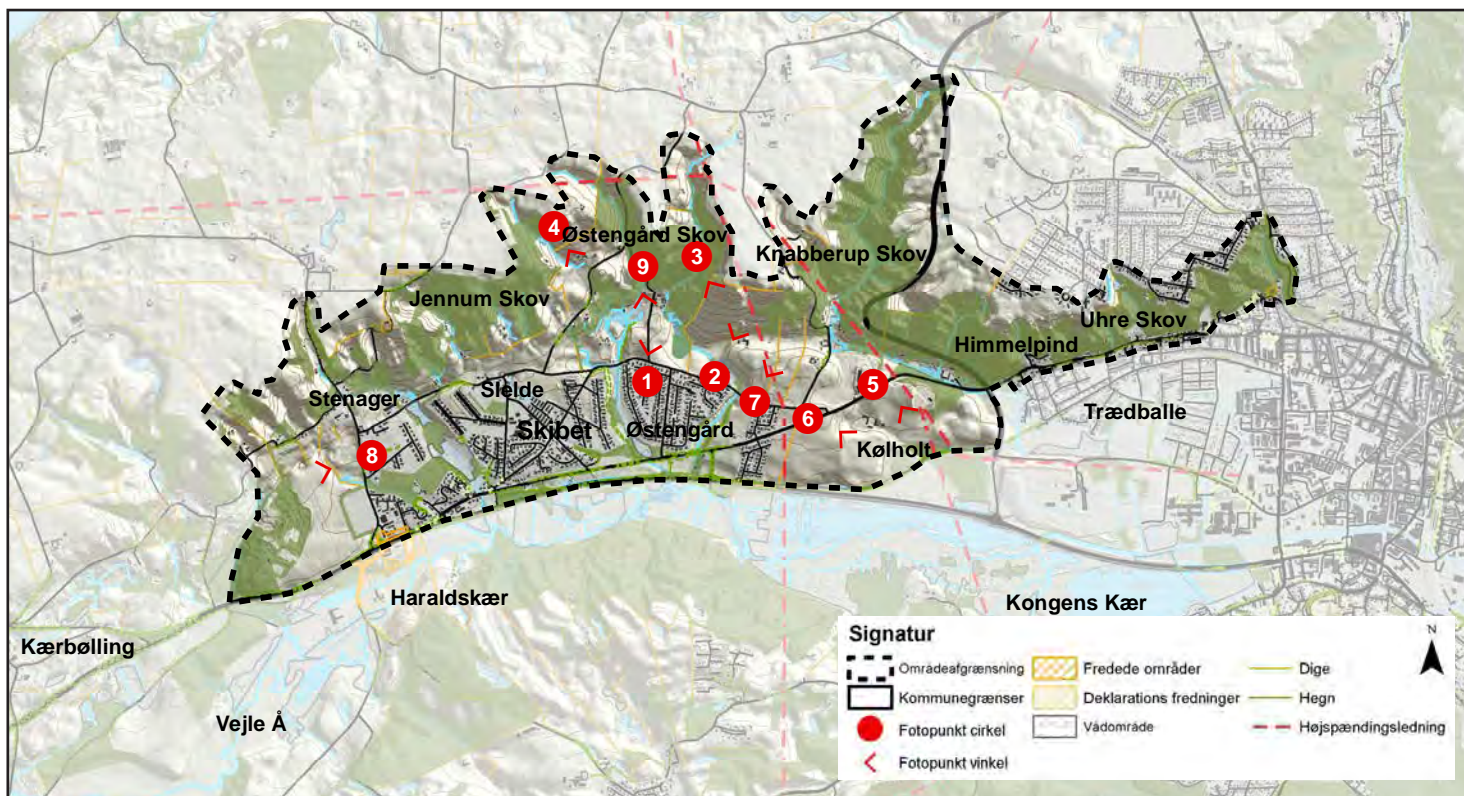 4
Østengård Skov
9
3
Knabberup Skov
Jennum Skov
Uhre Skov
Himmelpind
1
2
5
Slelde
Stenager
7
Trædballe
6
Skibet
Østengård
Kølholt
8
Haraldskær
Kongens Kær
Kærbølling
Vejle Å
Signatur
N
Områdeafgrænsning
Fredede områder
Dige
Kommunegrænser
Deklarations fredninger
Hegn
Fotopunkt cirkel
Vådområde
Højspændingsledning
Fotopunkt vinkel